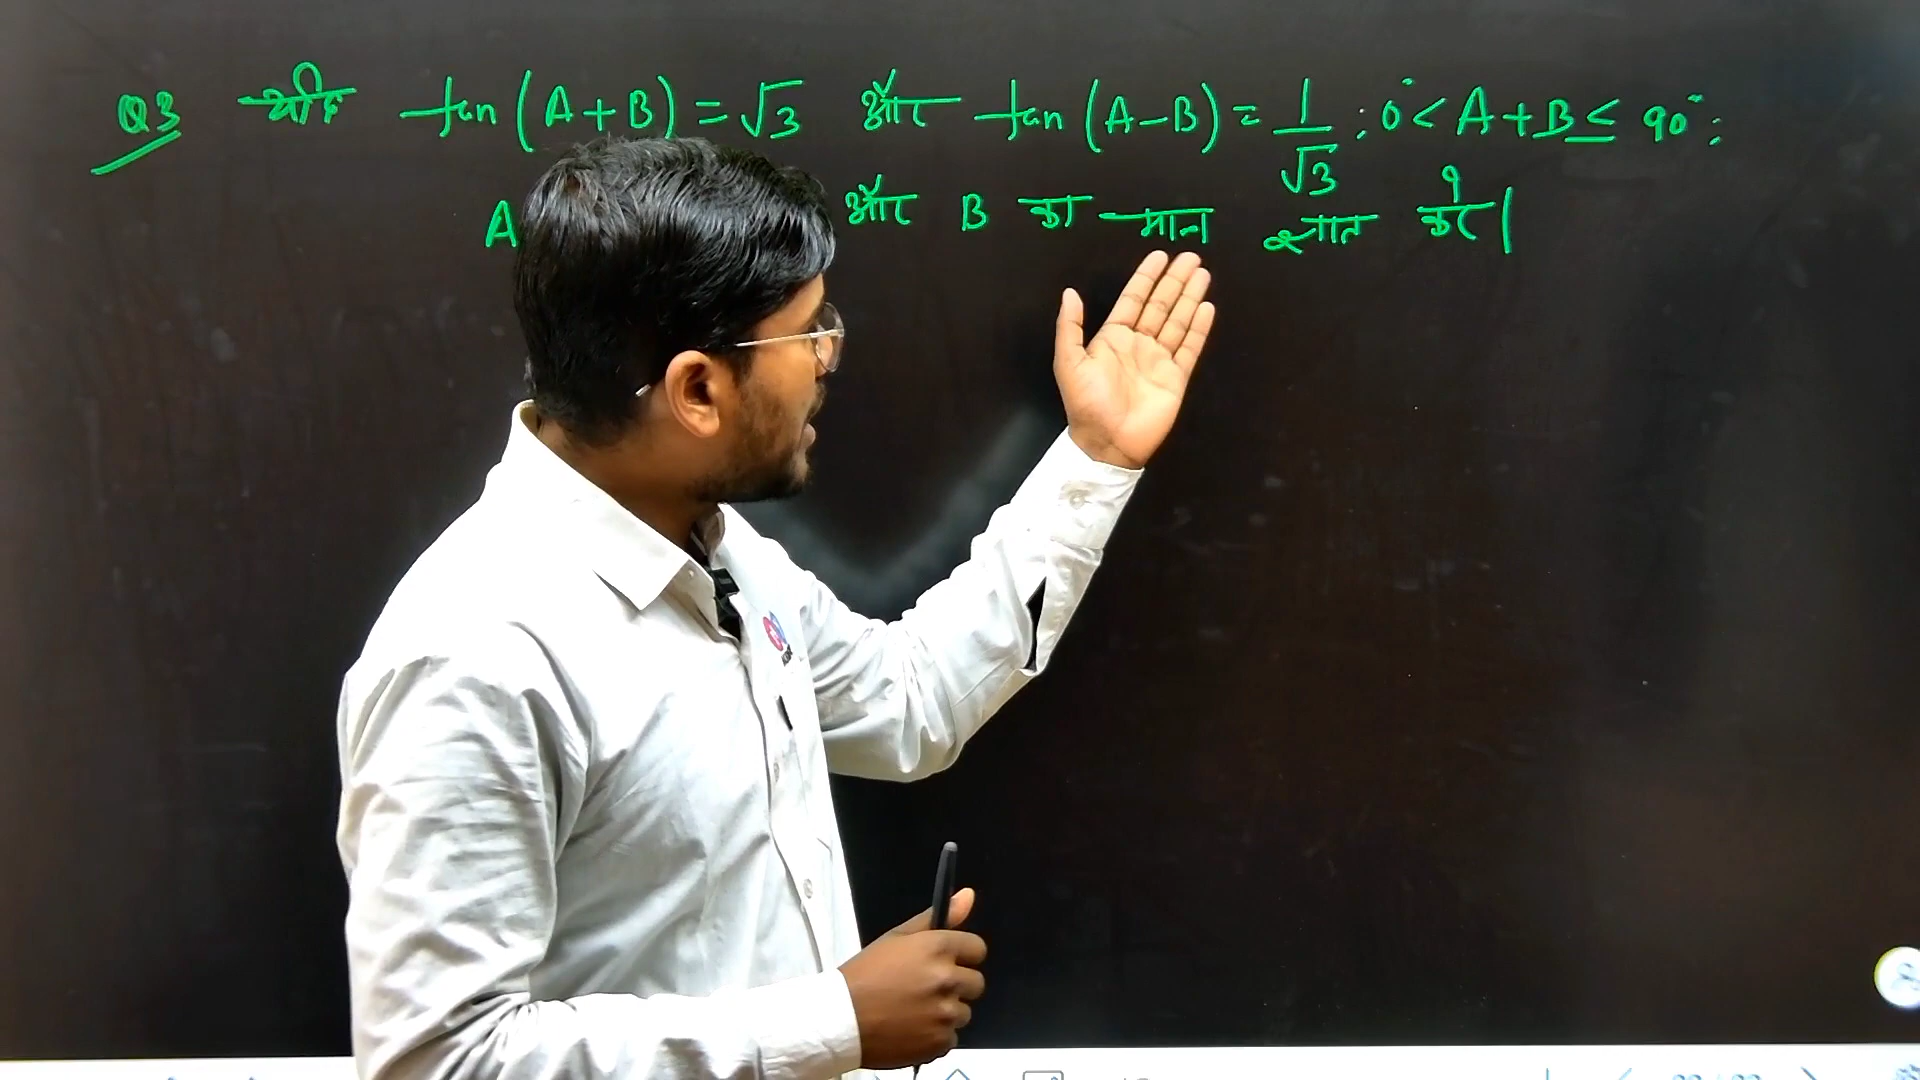 Q3 यदि tan (A+B) = √3 और tan (A-B) = 1/√3 ; 0° < A+B ≤ 90° ;
A और B का मान ज्ञात करें।